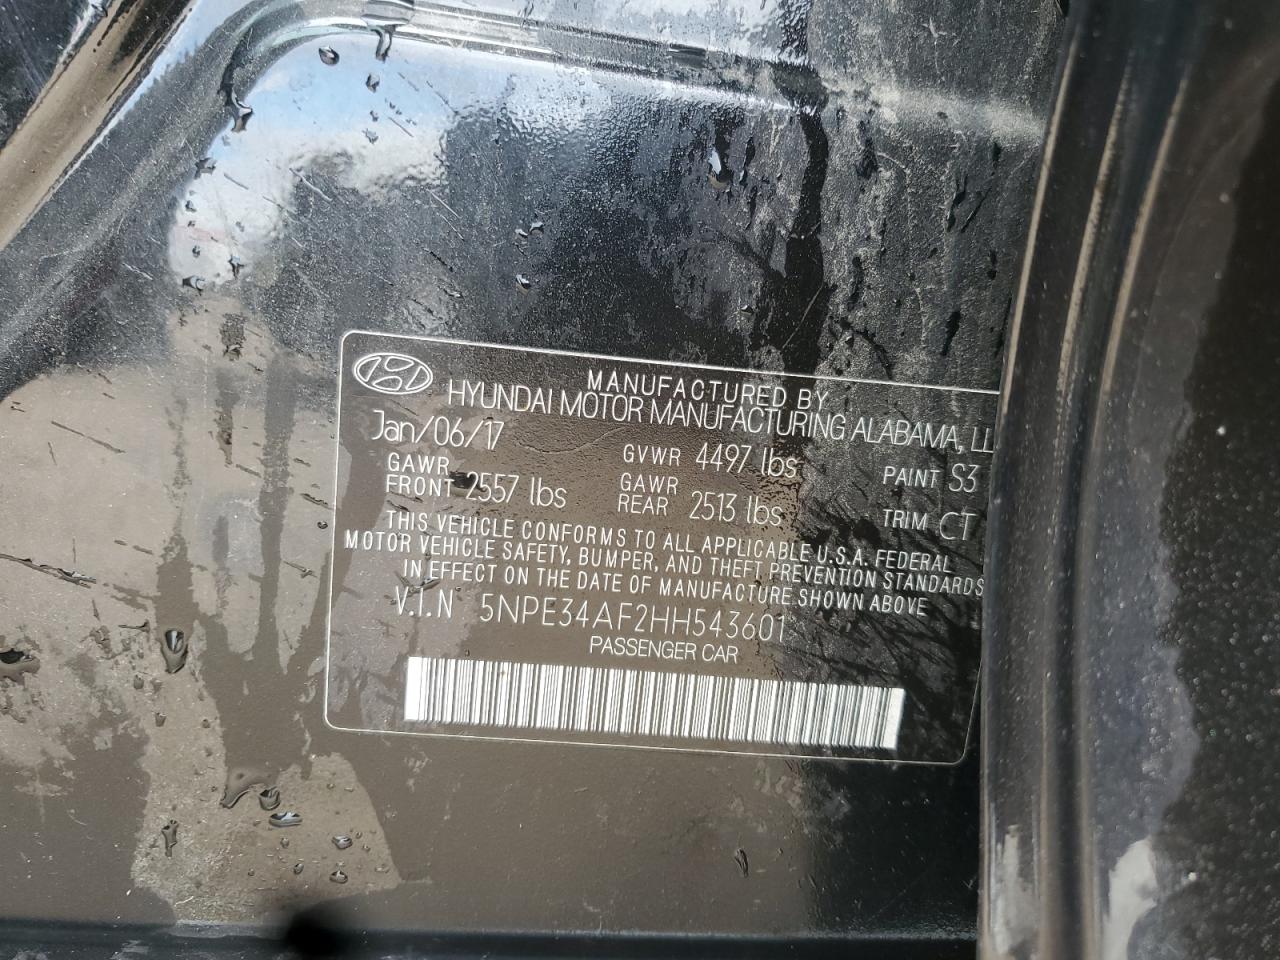 MANUFACTURED BY
HYUNDAI MOTOR MANUFACTURING ALABAMA, LL
Jan/06/17 GVWR 4497 lbs PAINT S3
GAWR FRONT 2557 lbs GAWR REAR 2513 lbs TRIM CT
THIS VEHICLE CONFORMS TO ALL APPLICABLE U.S.A. FEDERAL
MOTOR VEHICLE SAFETY, BUMPER, AND THEFT PREVENTION STANDARDS
IN EFFECT ON THE DATE OF MANUFACTURE SHOWN ABOVE
V.I.N 5NPE34AF2HH543601
PASSENGER CAR